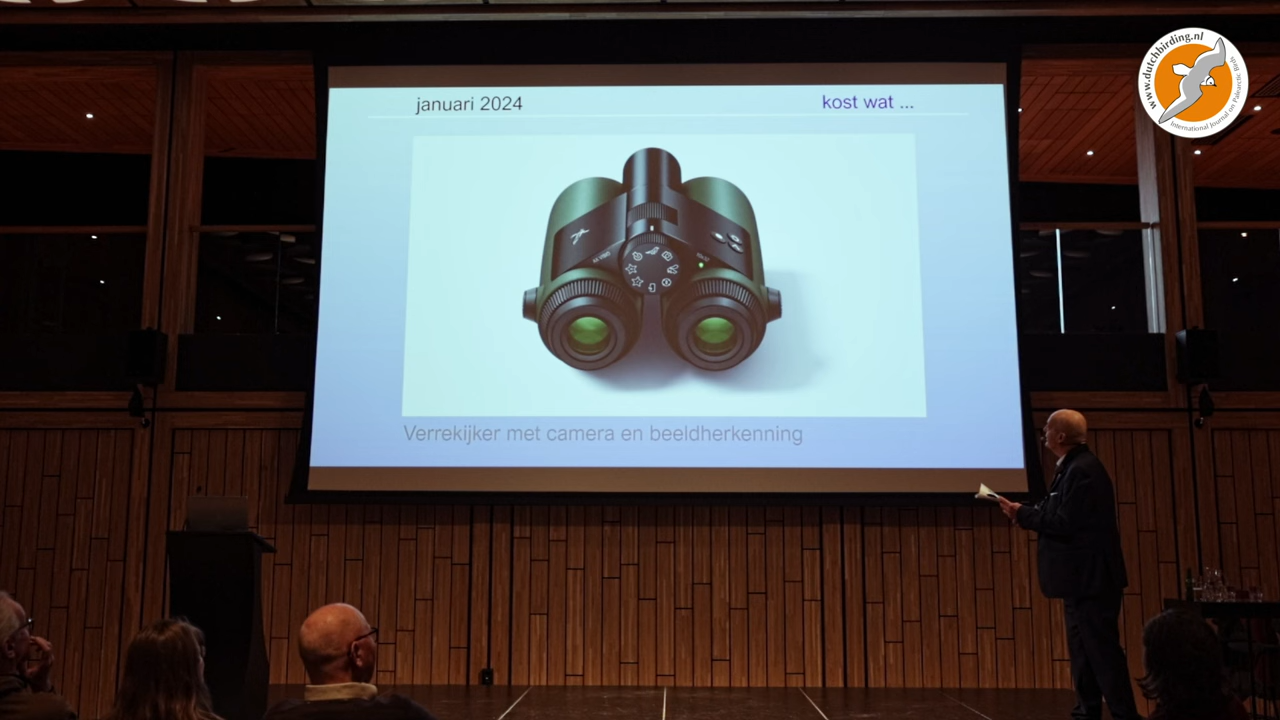 www.dutchbirding.nl
International Journal on Palearctic Birds
januari 2024
kost wat ...
Verrekijker met camera en beeldherkenning